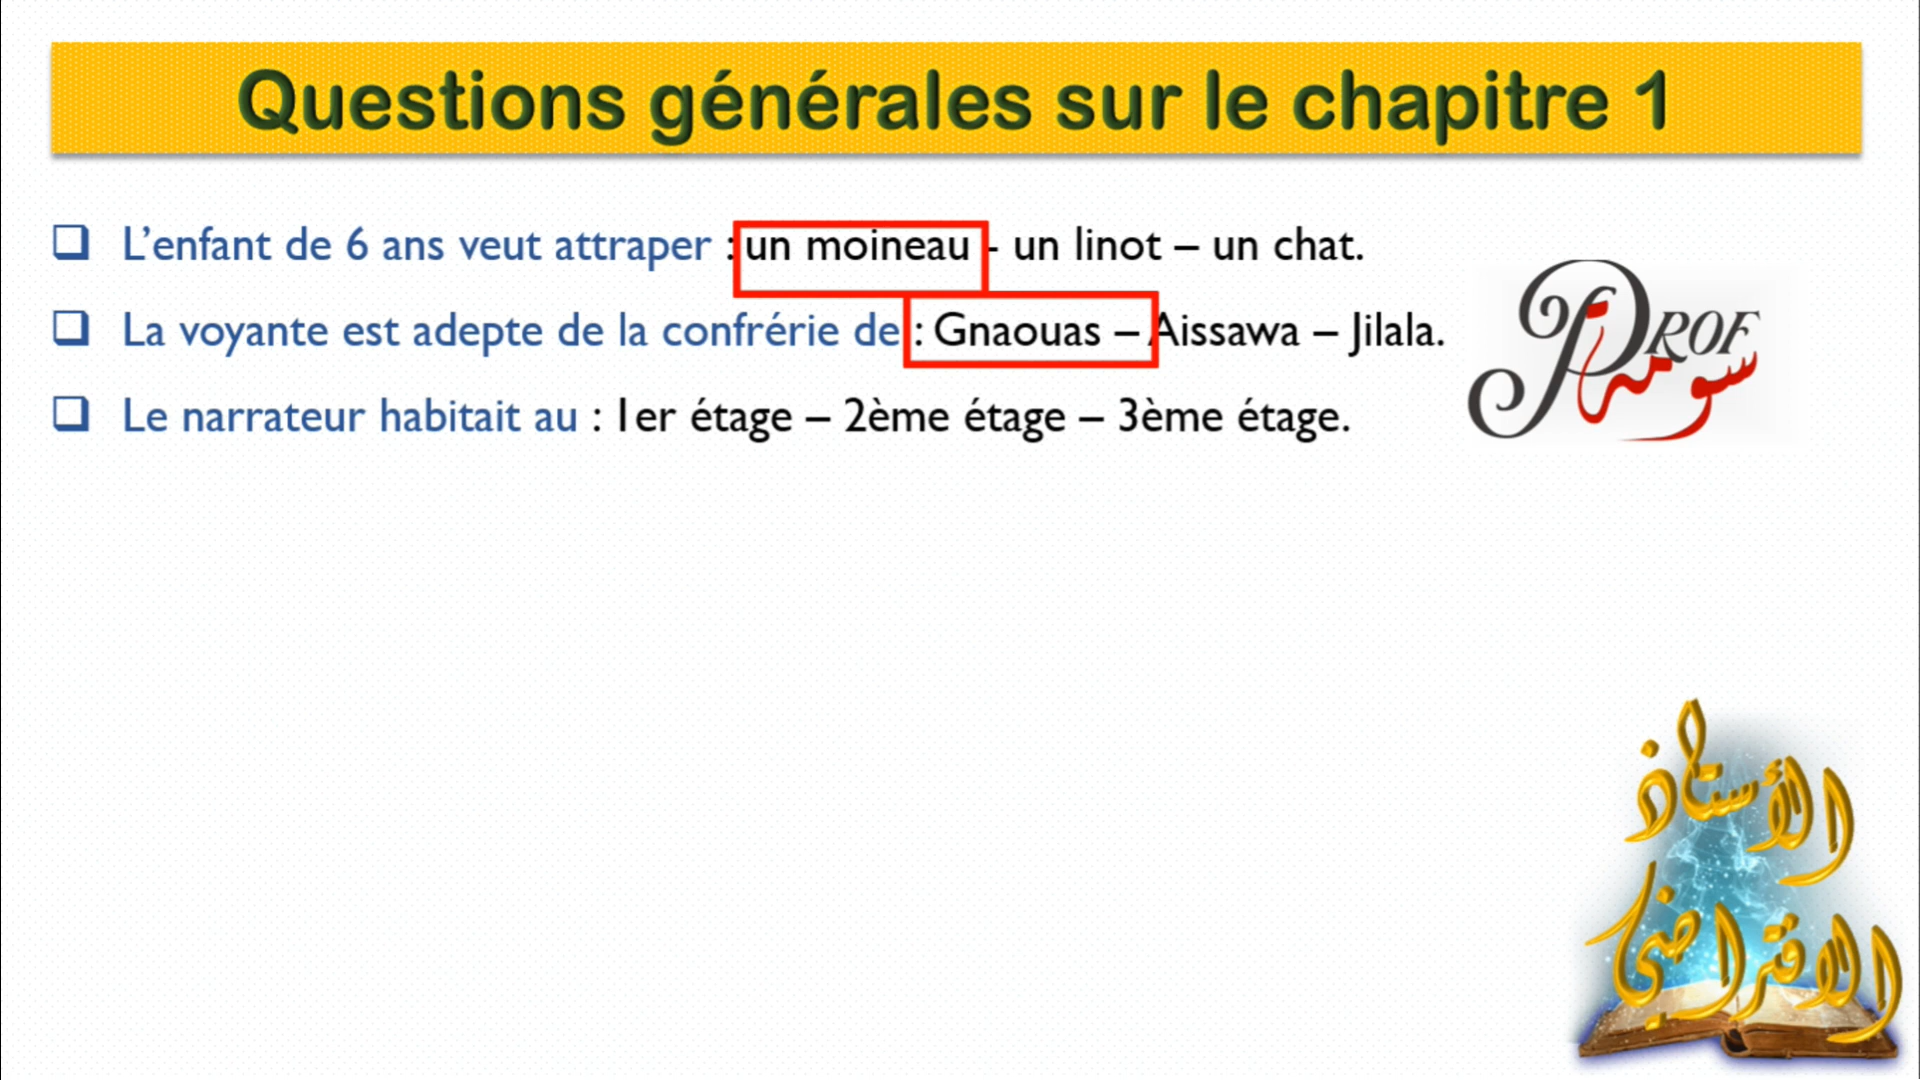 Questions générales sur le chapitre 1
❑ L’enfant de 6 ans veut attraper : un moineau - un linot – un chat.
❑ La voyante est adepte de la confrérie de : Gnaouas – Aissawa – Jilala.
❑ Le narrateur habitait au : 1er étage – 2ème étage – 3ème étage.
PROF
سومية
الأستاذ
الافتراضي